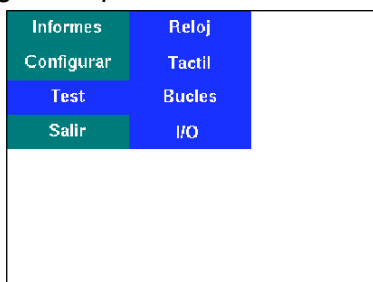 Informes Reloj
Configurar Tactil
Test Bucles
Salir I/O